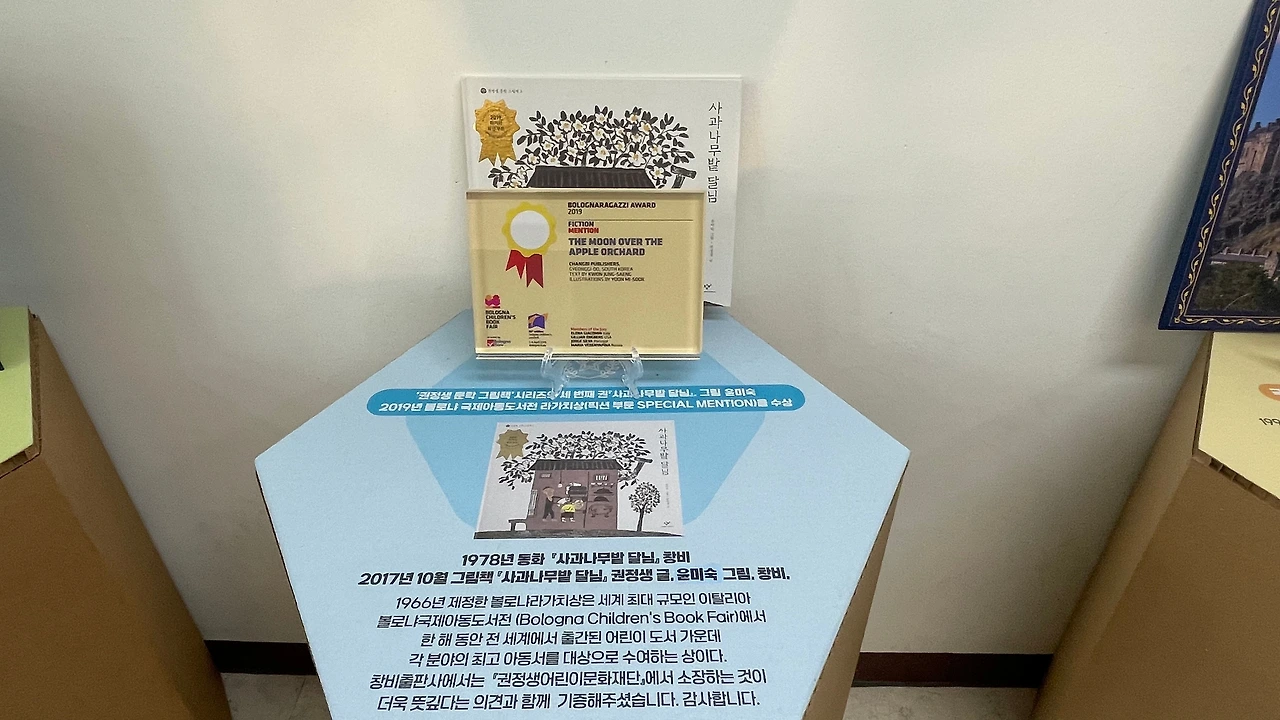 사과나무밭 달님
2019
BOLOGNARAGAZZI AWARD
2019
FICTION
MENTION
THE MOON OVER THE
APPLE ORCHARD
CHANGBI PUBLISHERS,
GYEONGGI-DO, SOUTH KOREA
TEXT BY KWON JUNG-SAENG
ILLUSTRATIONS BY YOON MI-SOOK
BOLOGNA
CHILDREN'S
BOOK
FAIR
Members of the Jury
'권정생 문학 그림책'시리즈의 세 번째 권'사과나무밭 달님』. 그림 윤미숙
2019년 볼로냐 국제아동도서전 라가치상(픽션 부문 SPECIAL MENTION)를 수상
사과나무밭 달님
1978년 동화 『사과나무밭 달님』 창비
2017년 10월 그림책 『사과나무밭 달님』 권정생 글, 윤미숙 그림. 창비.
1966년 제정한 볼로냐라가치상은 세계 최대 규모인 이탈리아
볼로냐국제아동도서전 (Bologna Children's Book Fair)에서
한 해 동안 전 세계에서 출간된 어린이 도서 가운데
각 분야의 최고 아동서를 대상으로 수여하는 상이다.
창비출판사에서는 『권정생어린이문화재단』에서 소장하는 것이
더욱 뜻깊다는 의견과 함께 기증해주셨습니다. 감사합니다.
199